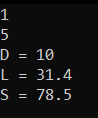 1
5
D = 10
L = 31.4
S = 78.5